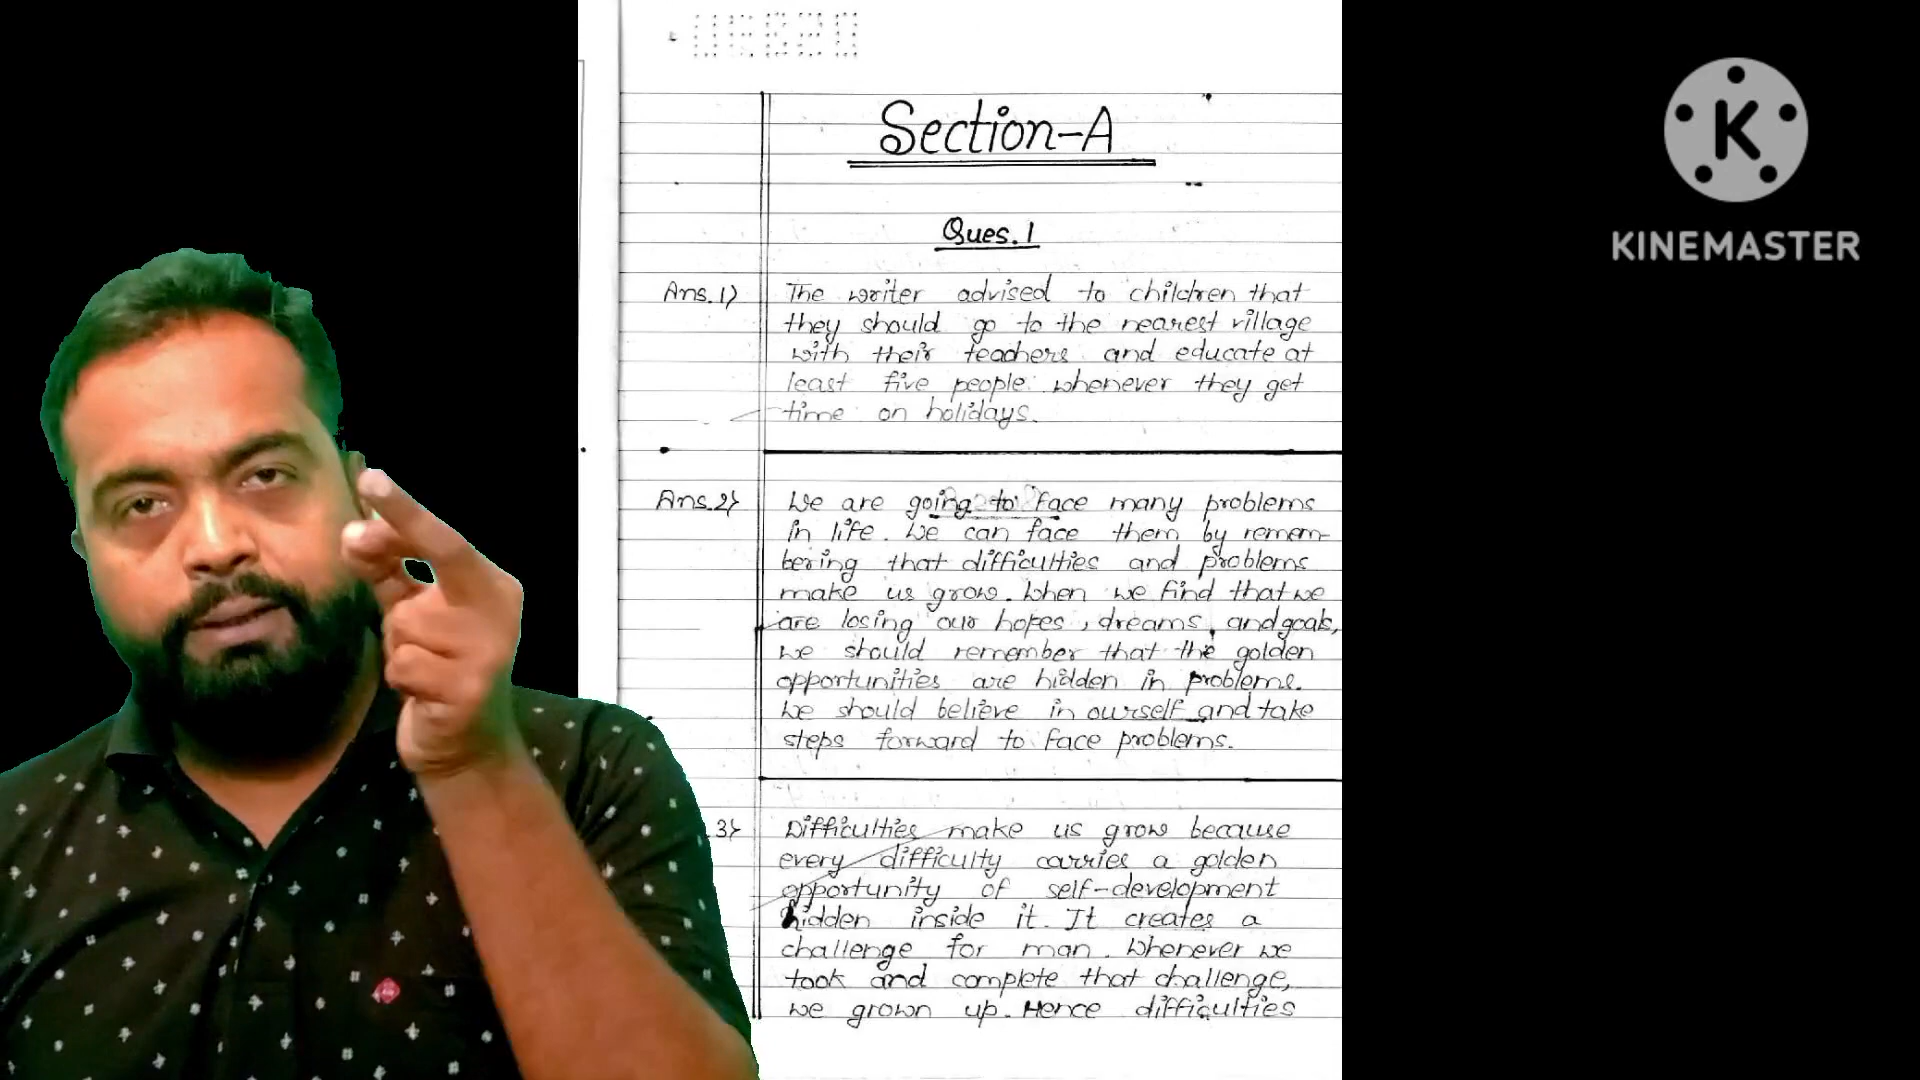 Section-A
Ques. 1
Ans. 1) The writer advised to children that
they should go to the nearest village
with their teachers and educate at
least five people whenever they get
time on holidays.
Ans. 2) We are going to face many problems
in life. We can face them by remem-
bering that difficulties and problems
make us grow. When we find that we
are losing our hopes, dreams, and goals,
we should remember that the golden
opportunities are hidden in problems.
We should believe in ourself and take
steps forward to face problems.
3) Difficulties make us grow because
every difficulty carries a golden
opportunity of self-development
hidden inside it. It creates a
challenge for man. Whenever we
took and complete that challenge,
we grown up. Hence difficulties
K
KINEMASTER